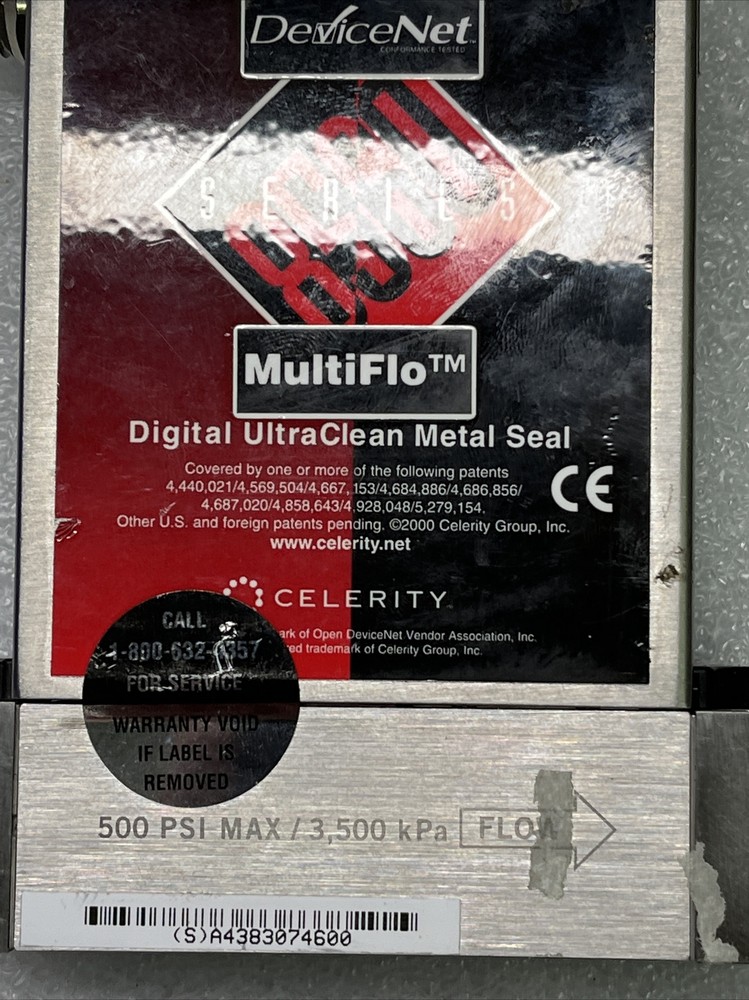 DeviceNet™
CONFORMANCE TESTED
SERIES
MultiFlo™
Digital UltraClean Metal Seal
Covered by one or more of the following patents
4,440,021/4,569,504/4,667,153/4,684,886/4,686,856/
4,687,020/4,858,643/4,928,048/5,279,154.
Other U.S. and foreign patents pending. ©2000 Celerity Group, Inc.
www.celerity.net
CE
CELERITY
ark of Open DeviceNet Vendor Association, Inc.
red trademark of Celerity Group, Inc.
CALL
FOR SERVICE
WARRANTY VOID
IF LABEL IS
REMOVED
500 PSI MAX / 3,500 kPa FLOW
(S)A4383074600